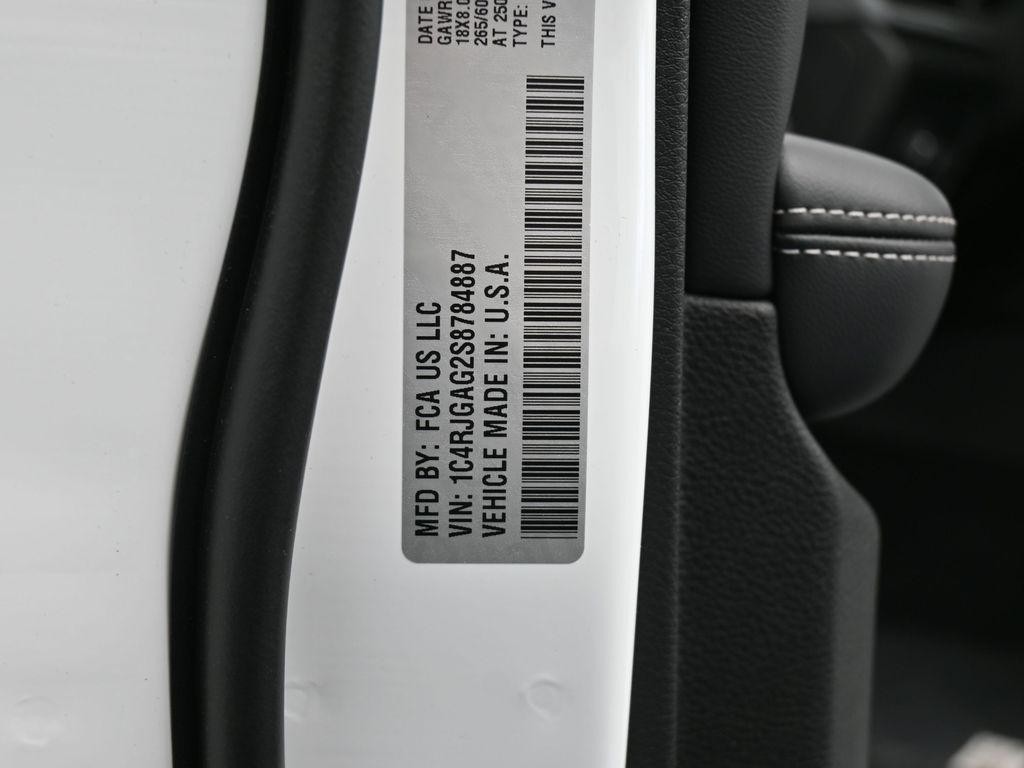 MFD BY: FCA US LLC
VIN: 1C4RJGAG2S8784887
VEHICLE MADE IN: U.S.A.
DATE
GAWR
18X8.0
265/60
AT 250
TYPE:
THIS V